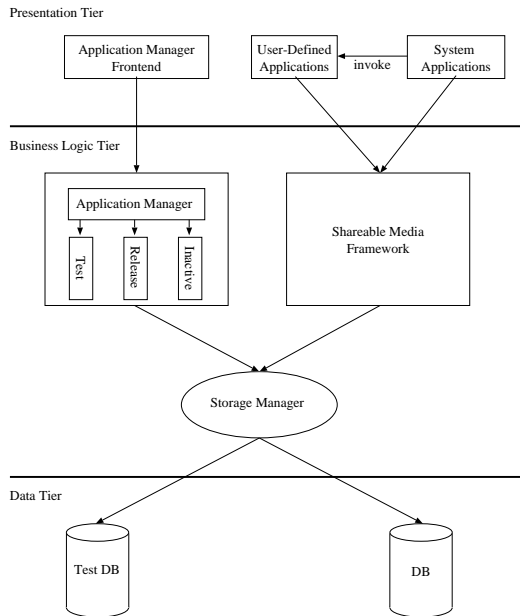 Presentation Tier
Application Manager
Frontend
User-Defined
Applications
invoke
System
Applications
Business Logic Tier
Application Manager
Test
Release
Inactive
Shareable Media
Framework
Storage Manager
Data Tier
Test DB
DB